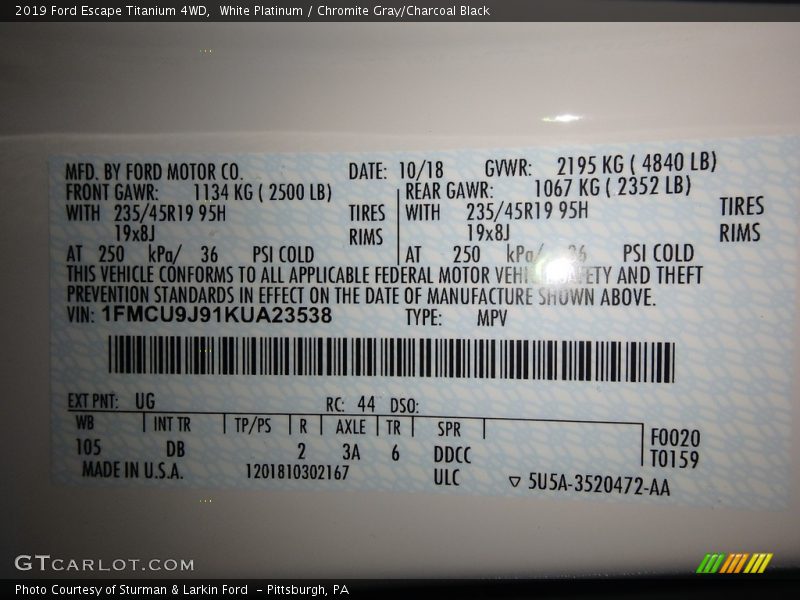 2019 Ford Escape Titanium 4WD,  White Platinum / Chromite Gray/Charcoal Black
MFD. BY FORD MOTOR CO. DATE: 10/18 GVWR: 2195 KG ( 4840 LB)
FRONT GAWR: 1134 KG ( 2500 LB) REAR GAWR: 1067 KG ( 2352 LB)
WITH 235/45R19 95H TIRES WITH 235/45R19 95H TIRES
19x8J RIMS 19x8J RIMS
AT 250 kPa/ 36 PSI COLD AT 250 kPa/ 36 PSI COLD
THIS VEHICLE CONFORMS TO ALL APPLICABLE FEDERAL MOTOR VEHICLE SAFETY AND THEFT
PREVENTION STANDARDS IN EFFECT ON THE DATE OF MANUFACTURE SHOWN ABOVE.
VIN: 1FMCU9J91KUA23538 TYPE: MPV
EXT PNT: UG RC: 44 DSO:
WB INT TR TP/PS R AXLE TR SPR F0020
105 DB 2 3A 6 DDCC T0159
MADE IN U.S.A. 1201810302167 ULC ▽ 5U5A-3520472-AA
GTCARLOT.COM
Photo Courtesy of Sturman & Larkin Ford  - Pittsburgh, PA